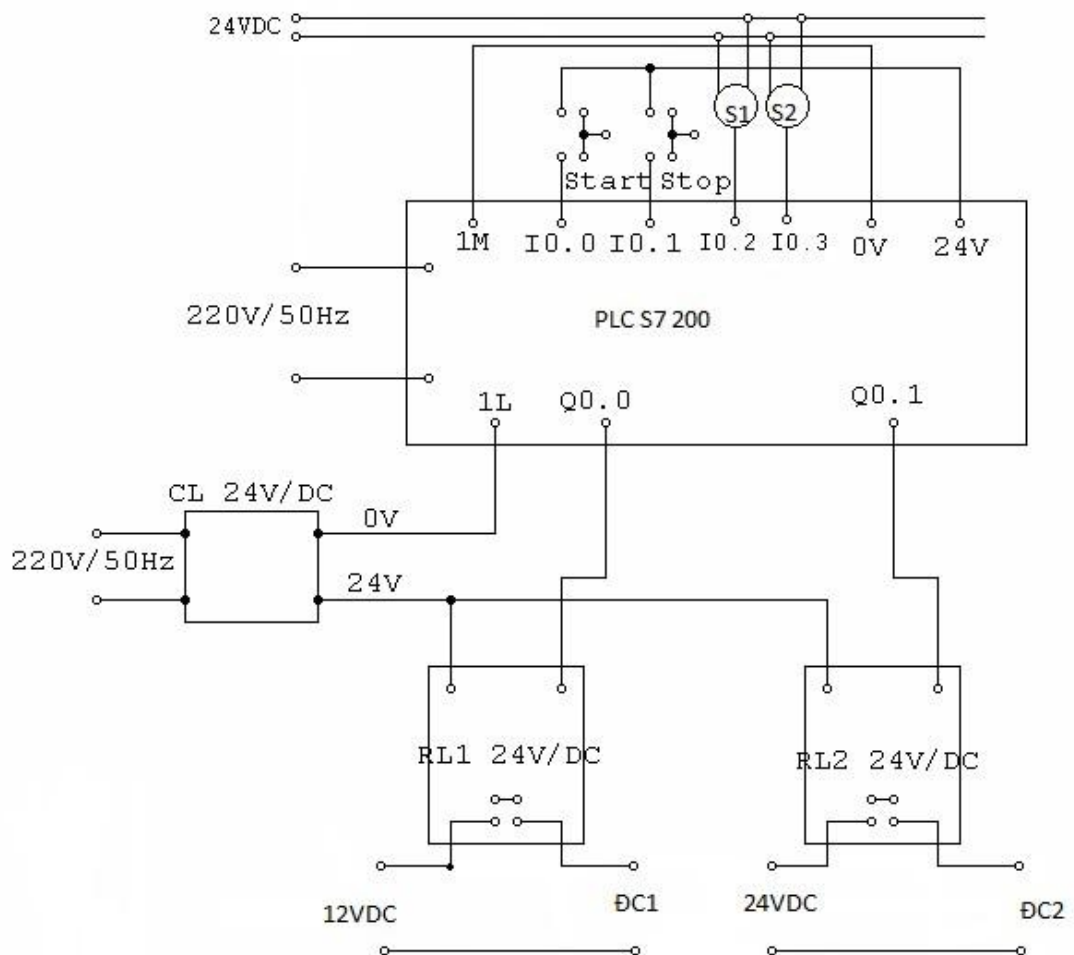 24VDC
S1 S2
Start Stop
1M I0.0 I0.1 I0.2 I0.3 0V 24V
220V/50Hz
PLC S7 200
1L Q0.0 Q0.1
CL 24V/DC
0V
220V/50Hz
24V
RL1 24V/DC
RL2 24V/DC
12VDC
ĐC1
24VDC
ĐC2